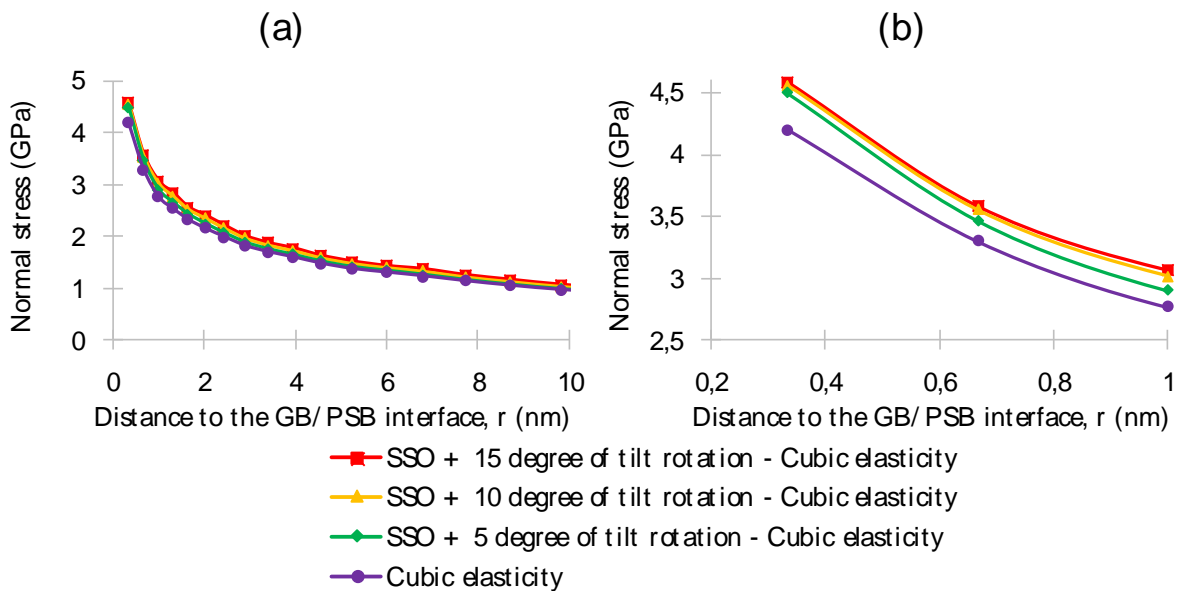 (a)
(b)
Normal stress (GPa)
5
4
3
2
1
0
0 2 4 6 8 10
Distance to the GB/PSB interface, r (nm)
Normal stress (GPa)
4,5
4
3,5
3
2,5
0,2 0,4 0,6 0,8 1
Distance to the GB/PSB interface, r (nm)
SSO + 15 degree of tilt rotation - Cubic elasticity
SSO + 10 degree of tilt rotation - Cubic elasticity
SSO + 5 degree of tilt rotation - Cubic elasticity
Cubic elasticity